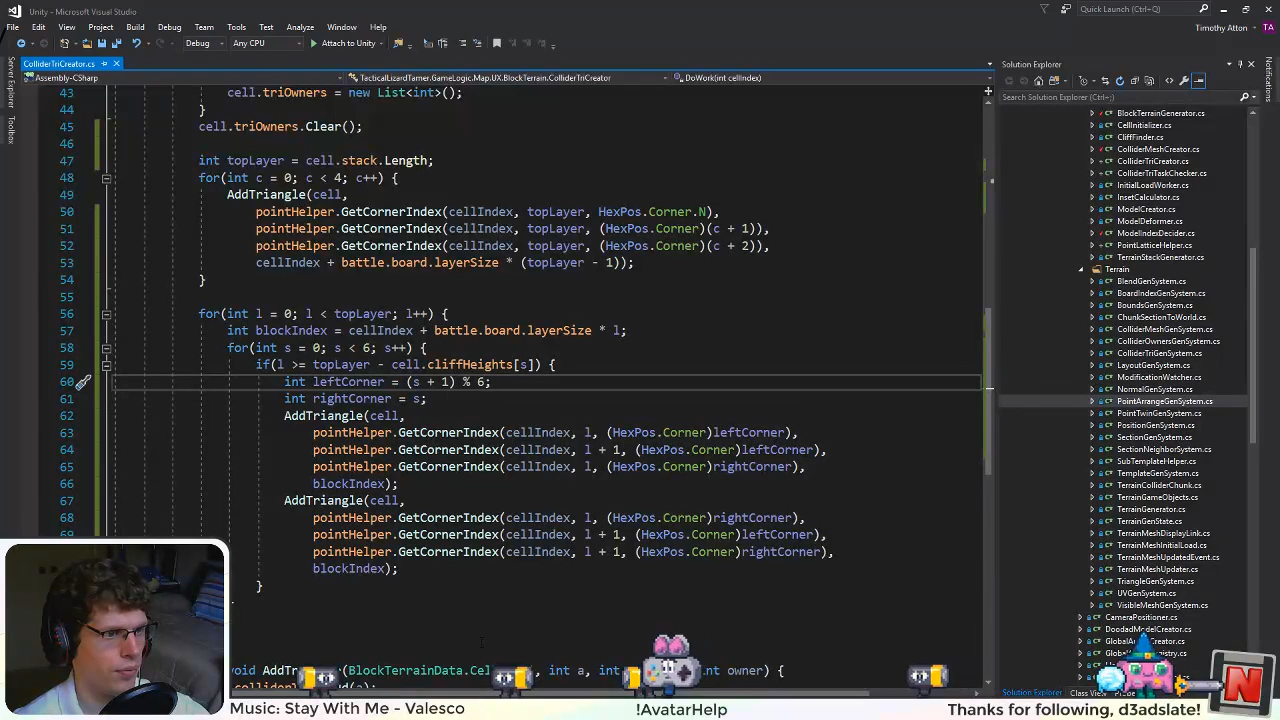 Unity - Microsoft Visual Studio
Quick Launch (Ctrl+Q)
File Edit View Project Build Debug Team Tools Test Analyze Window Help
Timothy Atton
TA
Debug
Any CPU
Attach to Unity
Server Explorer
Toolbox
ColliderTriCreator.cs
Assembly-CSharp
TacticalLizardTamer.GameLogic.Map.UX.BlockTerrain.ColliderTriCreator
DoWork(int cellIndex)
43 cell.triOwners = new List<int>();
44 }
45 cell.triOwners.Clear();
46
47 int topLayer = cell.stack.Length;
48 for(int c = 0; c < 4; c++) {
49 AddTriangle(cell,
50 pointHelper.GetCornerIndex(cellIndex, topLayer, HexPos.Corner.N),
51 pointHelper.GetCornerIndex(cellIndex, topLayer, (HexPos.Corner)(c + 1)),
52 pointHelper.GetCornerIndex(cellIndex, topLayer, (HexPos.Corner)(c + 2)),
53 cellIndex + battle.board.layerSize * (topLayer - 1));
54 }
55
56 for(int l = 0; l < topLayer; l++) {
57 int blockIndex = cellIndex + battle.board.layerSize * l;
58 for(int s = 0; s < 6; s++) {
59 if(l >= topLayer - cell.cliffHeights[s]) {
60 int leftCorner = (s + 1) % 6;
61 int rightCorner = s;
62 AddTriangle(cell,
63 pointHelper.GetCornerIndex(cellIndex, l, (HexPos.Corner)leftCorner),
64 pointHelper.GetCornerIndex(cellIndex, l + 1, (HexPos.Corner)leftCorner),
65 pointHelper.GetCornerIndex(cellIndex, l, (HexPos.Corner)rightCorner),
66 blockIndex);
67 AddTriangle(cell,
68 pointHelper.GetCornerIndex(cellIndex, l, (HexPos.Corner)rightCorner),
pointHelper.GetCornerIndex(cellIndex, l + 1, (HexPos.Corner)leftCorner),
pointHelper.GetCornerIndex(cellIndex, l + 1, (HexPos.Corner)rightCorner),
blockIndex);
}
Solution Explorer
Search Solution Explorer (Ctrl+;)
BlockTerrainGenerator.cs
CellInitializer.cs
CliffFinder.cs
ColliderMeshCreator.cs
ColliderTriCreator.cs
ColliderTriTaskChecker.cs
InitialLoadWorker.cs
InsetCalculator.cs
ModelCreator.cs
ModelDeformer.cs
ModelIndexDecider.cs
PointLatticeHelper.cs
TerrainStackGenerator.cs
Terrain
BlendGenSystem.cs
BoardIndexGenSystem.cs
BoundsGenSystem.cs
ChunkSectionToWorld.cs
ColliderMeshGenSystem.cs
ColliderOwnersGenSystem.cs
ColliderTriGenSystem.cs
LayoutGenSystem.cs
ModificationWatcher.cs
NormalGenSystem.cs
PointArrangeGenSystem.cs
PointTwinGenSystem.cs
PositionGenSystem.cs
SectionGenSystem.cs
SectionNeighborSystem.cs
SubTemplateHelper.cs
TemplateGenSystem.cs
TerrainColliderChunk.cs
TerrainGameObjects.cs
TerrainGenerator.cs
TerrainGenState.cs
TerrainMeshDisplayLink.cs
TerrainMeshInitialLoad.cs
TerrainMeshUpdatedEvent.cs
TerrainMeshUpdater.cs
TriangleGenSystem.cs
UVGenSystem.cs
VisibleMeshGenSystem.cs
CameraPositioner.cs
DoodadModelCreator.cs
Solution Explorer Class View
Notifications
Music: Stay With Me - Valesco
!AvatarHelp
Thanks for following, d3adslate!
N